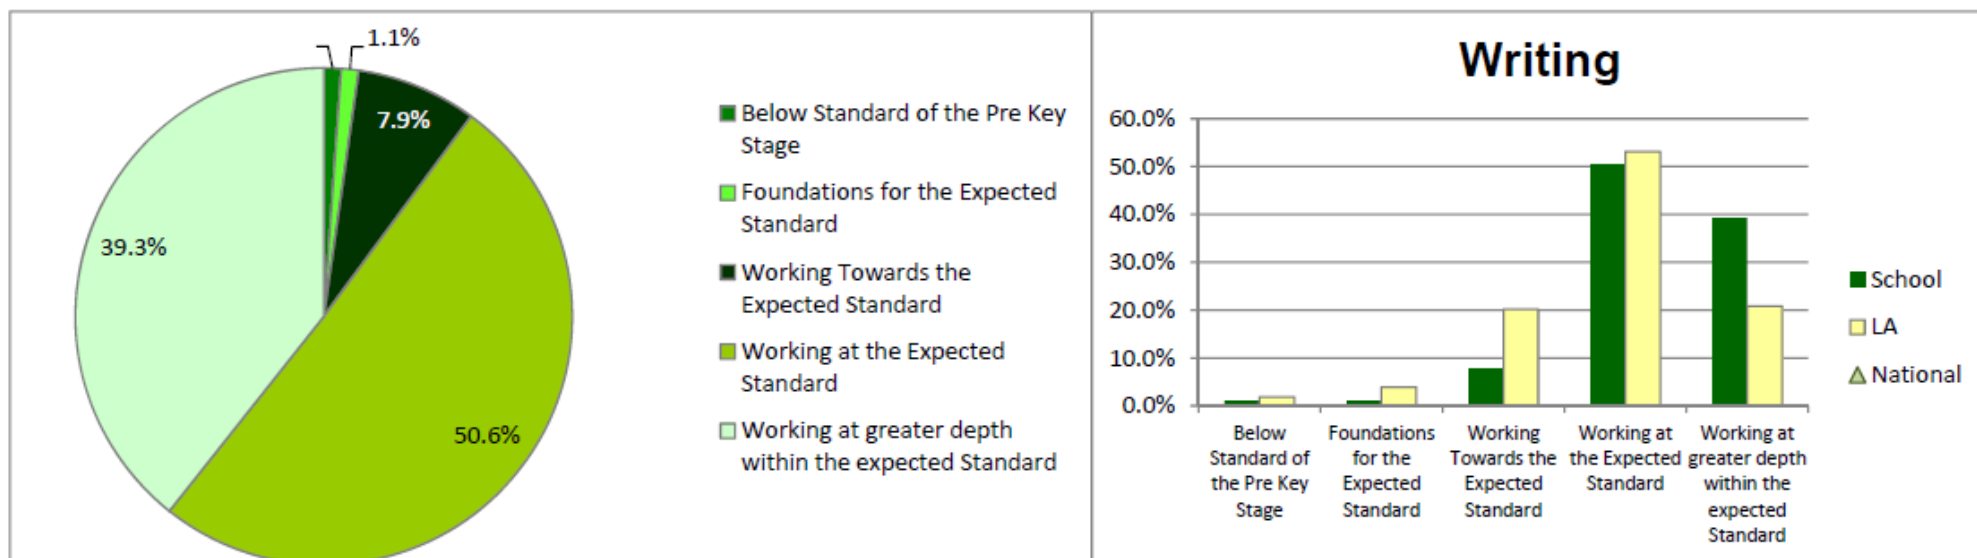 1.1%
7.9%
39.3%
50.6%
Below Standard of the Pre Key
Stage
Foundations for the Expected
Standard
Working Towards the
Expected Standard
Working at the Expected
Standard
Working at greater depth
within the expected Standard
Writing
60.0%
50.0%
40.0%
30.0%
20.0%
10.0%
0.0%
Below
Standard of
the Pre Key
Stage
Foundations
for the
Expected
Standard
Working
Towards the
Expected
Standard
Working at
the Expected
Standard
Working at
greater depth
within the
expected
Standard
School
LA
National